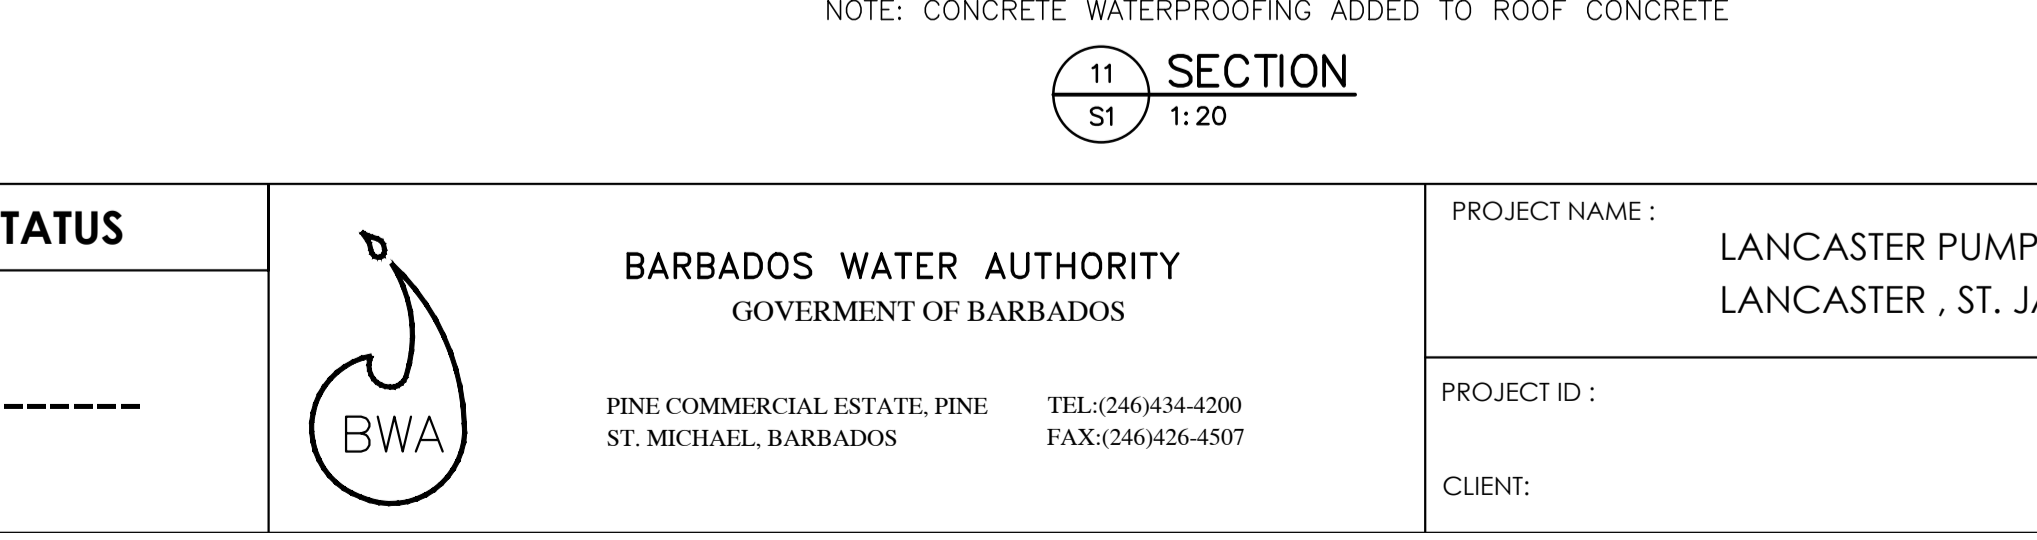 NOTE: CONCRETE WATERPROOFING ADDED TO ROOF CONCRETE
11 SECTION
S1 1:20
TATUS
BARBADOS WATER AUTHORITY
GOVERMENT OF BARBADOS
PINE COMMERCIAL ESTATE, PINE
ST. MICHAEL, BARBADOS
TEL:(246)434-4200
FAX:(246)426-4507
BWA
PROJECT NAME :
LANCASTER PUMP
LANCASTER , ST. JA
PROJECT ID :
CLIENT: